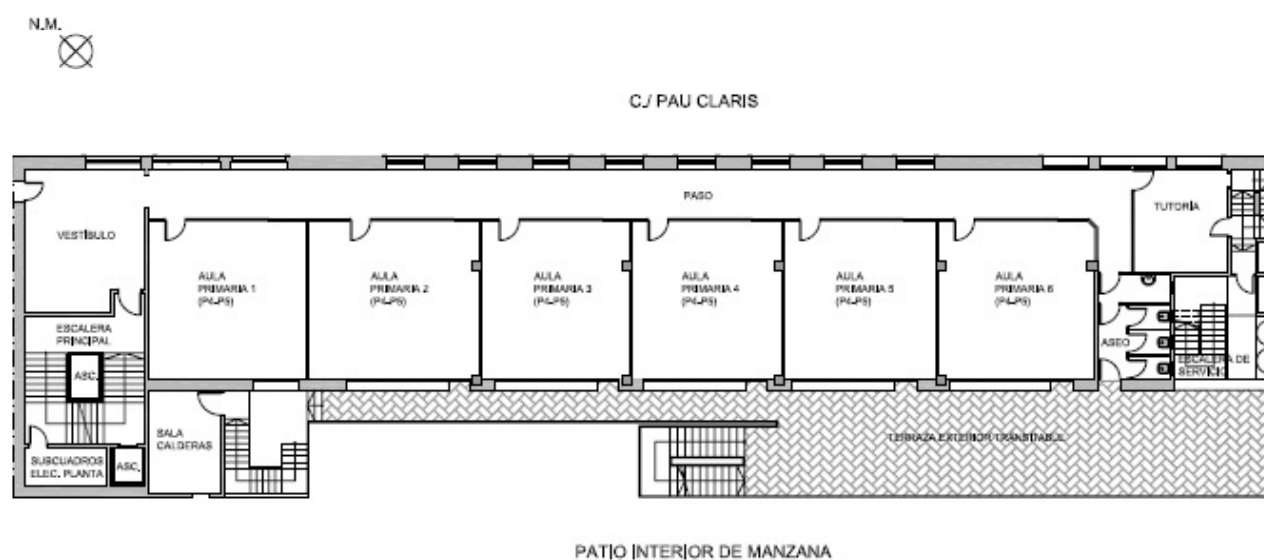 N.M.
C./ PAU CLARIS
PASO
TUTORÍA
VESTÍBULO
AULA
PRIMARIA 1
(P4-P5)
AULA
PRIMARIA 2
(P4-P5)
AULA
PRIMARIA 3
(P4-P5)
AULA
PRIMARIA 4
(P4-P5)
AULA
PRIMARIA 5
(P4-P5)
AULA
PRIMARIA 6
(P4-P5)
ESCALERA
PRINCIPAL
ASC.
ASEO
ESCALERA DE
SERVICIO
SALA
CALDERAS
TERRAZA EXTERIOR TRANSITABLE
SUBCUADROS
ELEC. PLANTA
ASC.
PATIO INTERIOR DE MANZANA